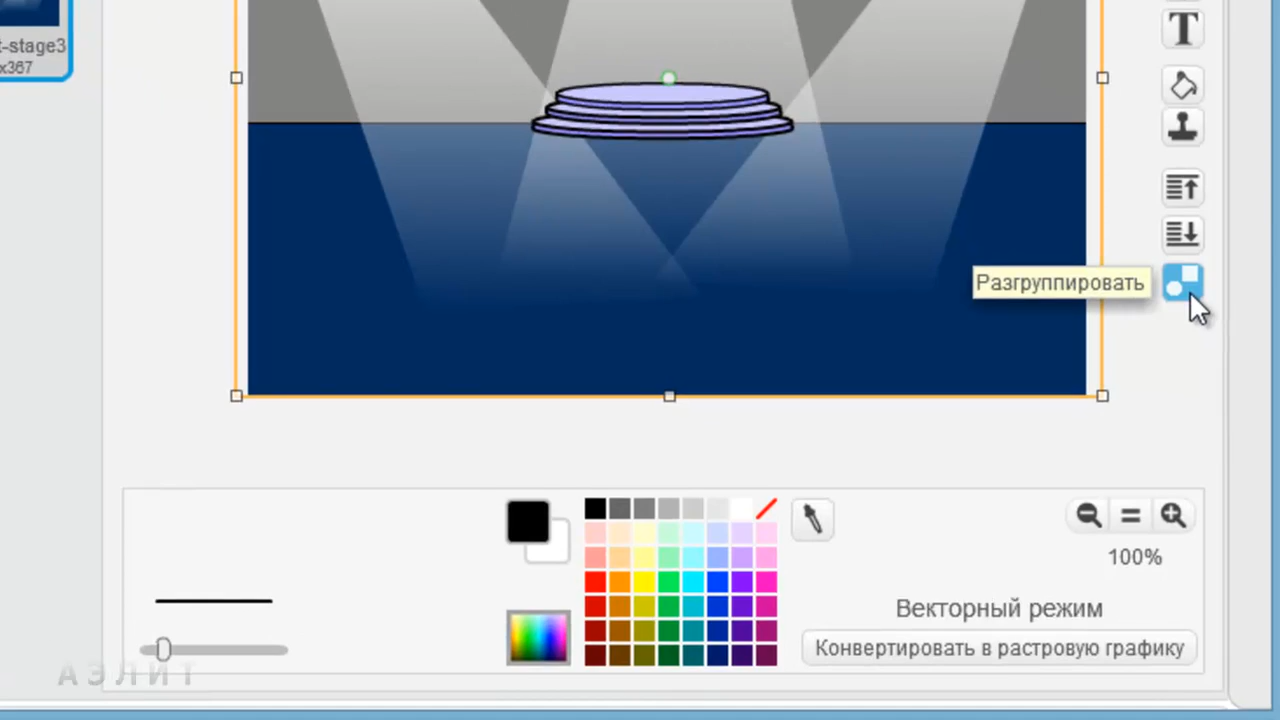 t-stage3
x367
T
Разгруппировать
100%
Векторный режим
Конвертировать в растровую графику
АЭЛИТ